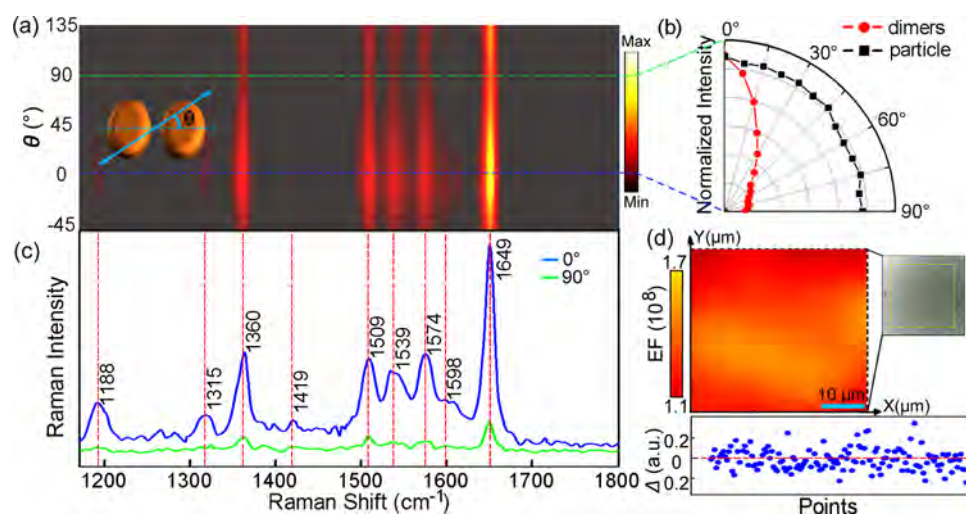 (a)
135
90
45
0
-45
θ (°)
θ
Max
Min
(b)
0°
30°
60°
90°
Normalized Intensity
dimers
particle
(c)
0°
90°
1188
1315
1360
1419
1509
1539
1574
1598
1649
Raman Intensity
1200 1300 1400 1500 1600 1700 1800
Raman Shift (cm⁻¹)
(d)
Y(μm)
1.7
EF (10⁸)
1.1
10 μm
X(μm)
0.2
0
0.2
Δ (a.u.)
Points